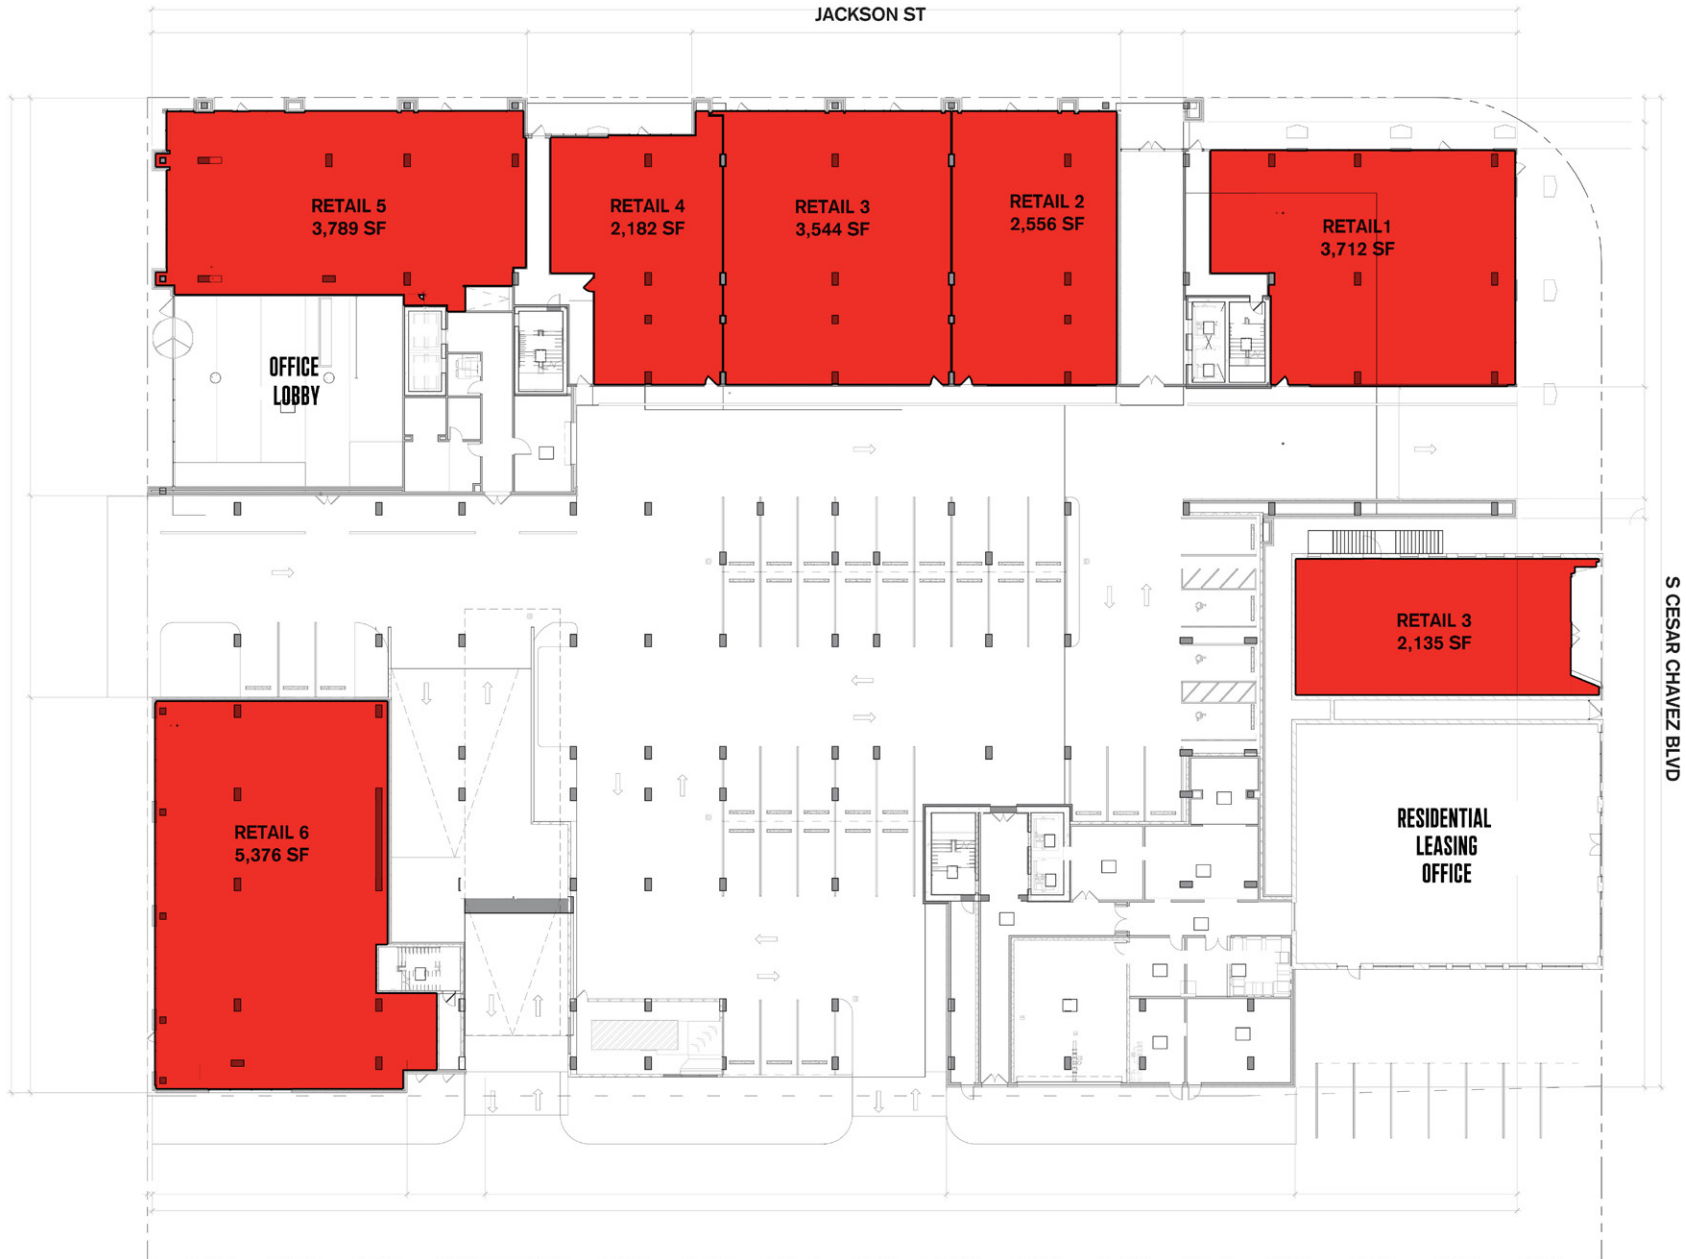 JACKSON ST
RETAIL 5
3,789 SF
RETAIL 4
2,182 SF
RETAIL 3
3,544 SF
RETAIL 2
2,556 SF
RETAIL1
3,712 SF
OFFICE
LOBBY
RETAIL 3
2,135 SF
S CESAR CHAVEZ BLVD
RETAIL 6
5,376 SF
RESIDENTIAL
LEASING
OFFICE